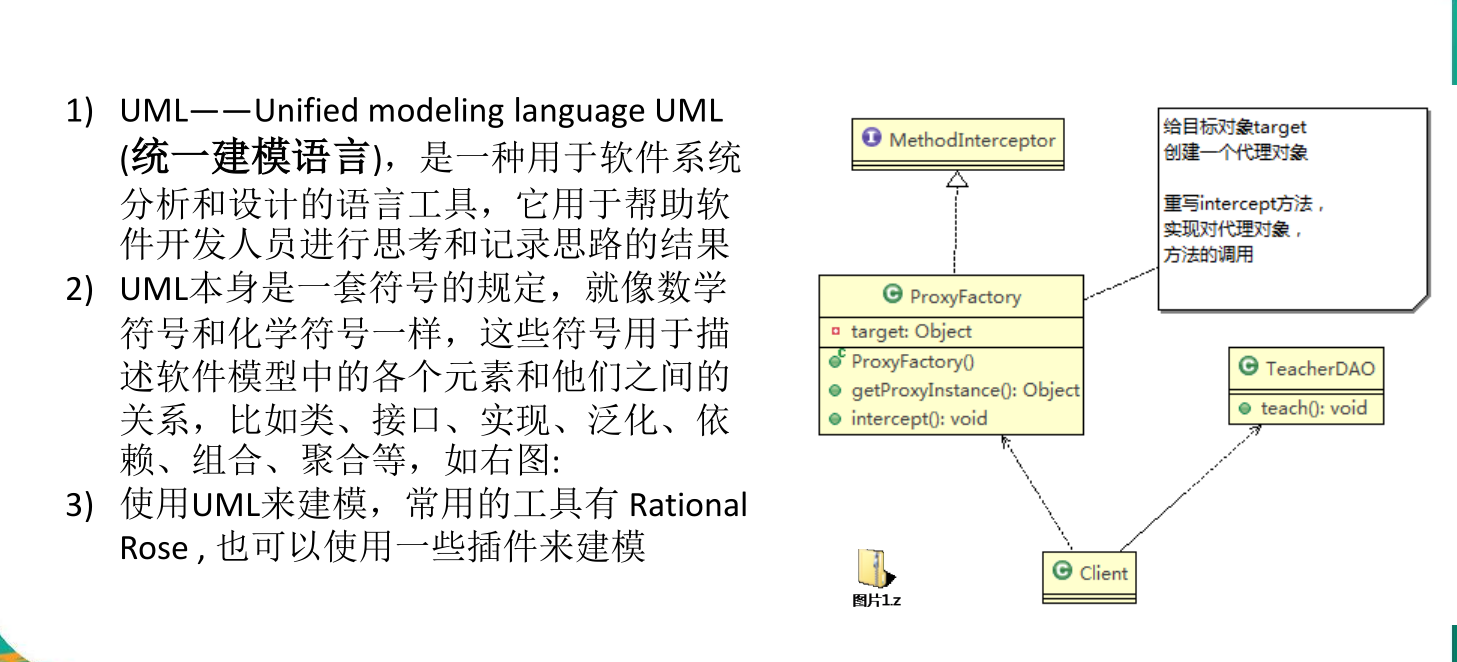 1) UML——Unified modeling language UML
(统一建模语言)，是一种用于软件系统
分析和设计的语言工具，它用于帮助软
件开发人员进行思考和记录思路的结果
2) UML本身是一套符号的规定，就像数学
符号和化学符号一样，这些符号用于描
述软件模型中的各个元素和他们之间的
关系，比如类、接口、实现、泛化、依
赖、组合、聚合等，如右图:
3) 使用UML来建模，常用的工具有 Rational
Rose , 也可以使用一些插件来建模
I MethodInterceptor
给目标对象target
创建一个代理对象
重写intercept方法，
实现对代理对象，
方法的调用
C ProxyFactory
target: Object
C ProxyFactory()
getProxyInstance(): Object
intercept(): void
C TeacherDAO
teach(): void
C Client
图片1.z